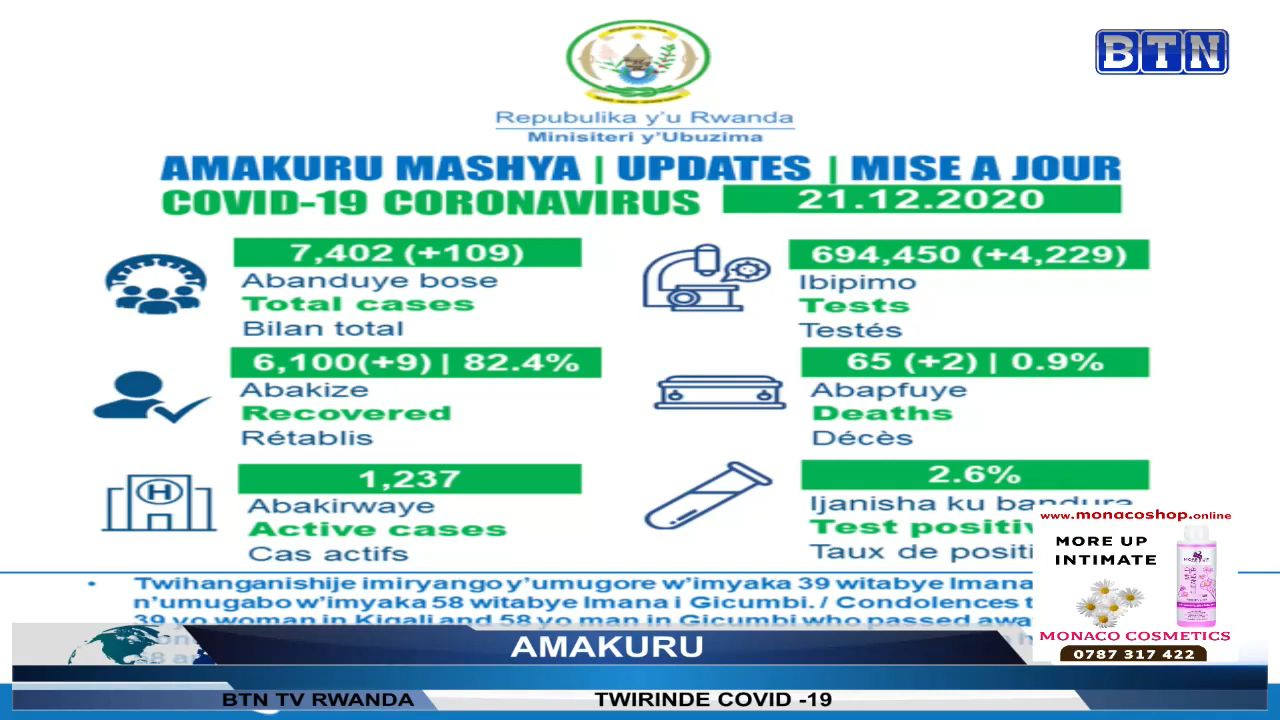 BTN
Repubulika y'u Rwanda
Minisiteri y'Ubuzima
AMAKURU MASHYA | UPDATES | MISE A JOUR
COVID-19 CORONAVIRUS 21.12.2020
7,402 (+109)
Abanduye bose
Total cases
Bilan total
694,450 (+4,229)
Ibipimo
Tests
Testés
6,100(+9) | 82.4%
Abakize
Recovered
Rétablis
65 (+2) | 0.9%
Abapfuye
Deaths
Décès
H
1,237
Abakirwaye
Active cases
Cas actifs
2.6%
Ijanisha ku bandura
Test positiv
Taux de positi
• Twihanganishije imiryango y'umugore w'imyaka 39 witabye Imana
n'umugabo w'imyaka 58 witabye Imana i Gicumbi. / Condolences t
39 yo woman in Kigali and 58 yo man in Gicumbi who passed awa
www.monacoshop.online
MORE UP
INTIMATE
MONACO COSMETICS
0787 317 422
AMAKURU
BTN TV RWANDA TWIRINDE COVID -19